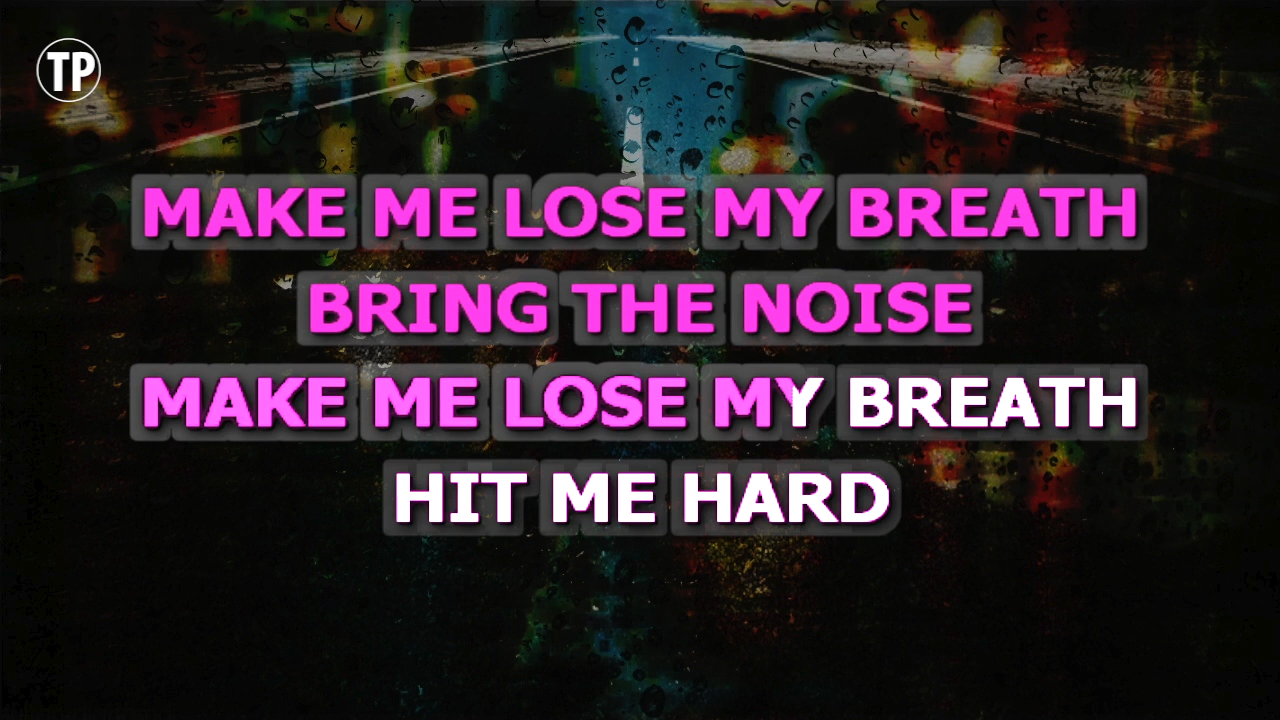 TP
MAKE ME LOSE MY BREATH
BRING THE NOISE
MAKE ME LOSE MY BREATH
HIT ME HARD